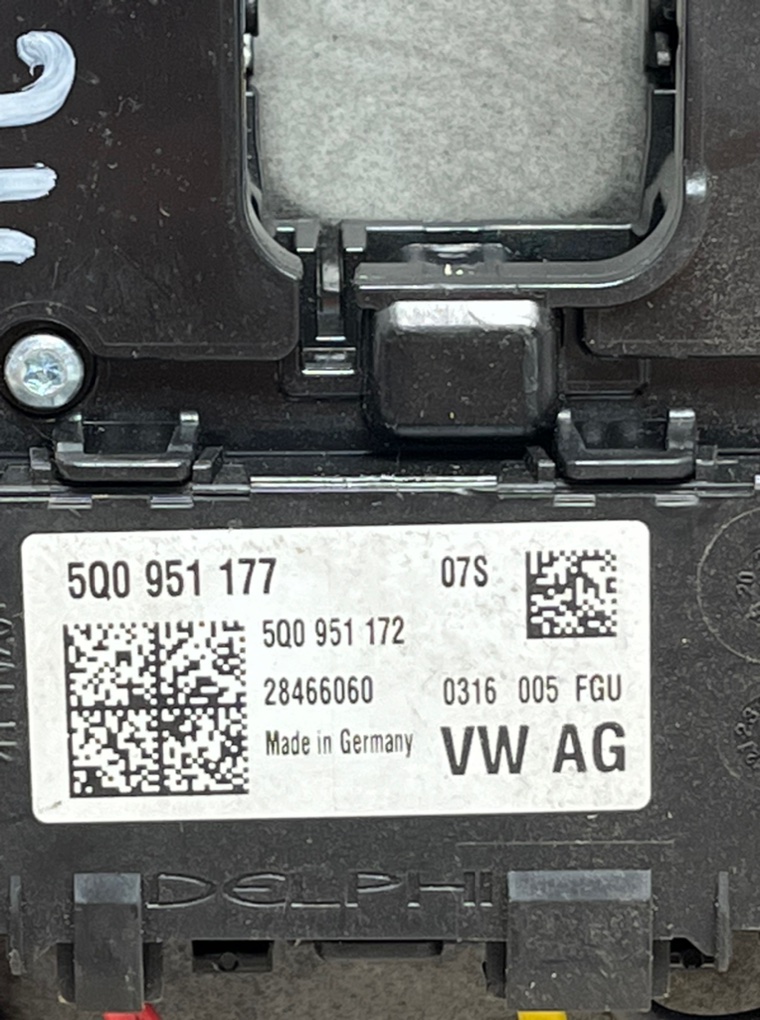 5Q0 951 177 07S
5Q0 951 172
28466060 0316 005 FGU
Made in Germany VW AG
DELPHI